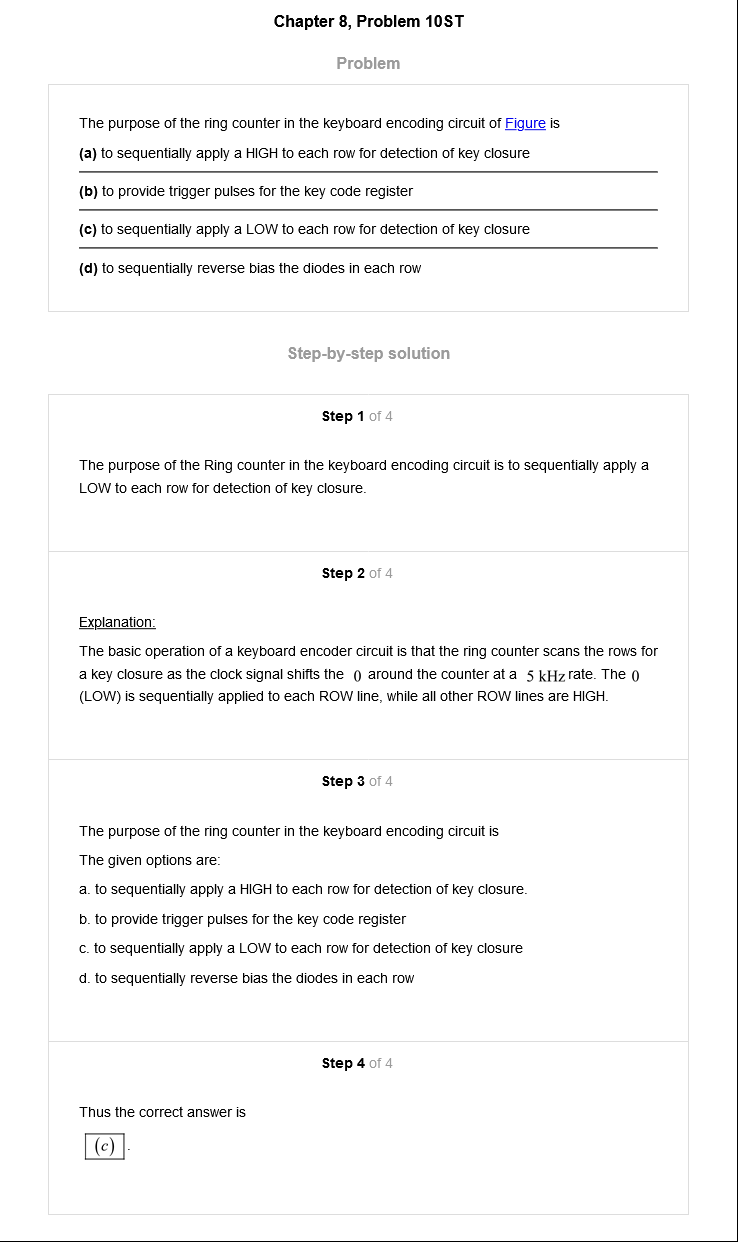 Chapter 8, Problem 10ST
Problem
The purpose of the ring counter in the keyboard encoding circuit of Figure is
(a) to sequentially apply a HIGH to each row for detection of key closure
(b) to provide trigger pulses for the key code register
(c) to sequentially apply a LOW to each row for detection of key closure
(d) to sequentially reverse bias the diodes in each row
Step-by-step solution
Step 1 of 4
The purpose of the Ring counter in the keyboard encoding circuit is to sequentially apply a
LOW to each row for detection of key closure.
Step 2 of 4
Explanation:
The basic operation of a keyboard encoder circuit is that the ring counter scans the rows for
a key closure as the clock signal shifts the 0 around the counter at a 5 kHz rate. The 0
(LOW) is sequentially applied to each ROW line, while all other ROW lines are HIGH.
Step 3 of 4
The purpose of the ring counter in the keyboard encoding circuit is
The given options are:
a. to sequentially apply a HIGH to each row for detection of key closure.
b. to provide trigger pulses for the key code register
c. to sequentially apply a LOW to each row for detection of key closure
d. to sequentially reverse bias the diodes in each row
Step 4 of 4
Thus the correct answer is
(c).